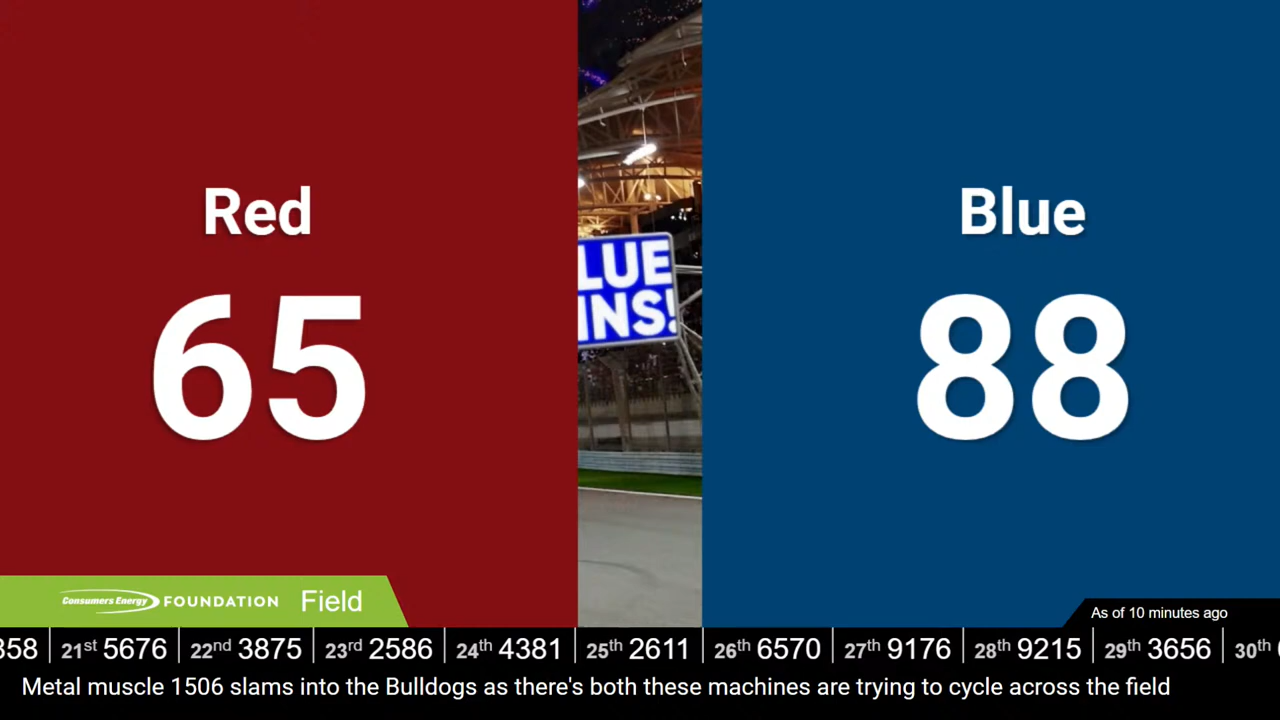 Red
65
LUE
INS!
Blue
88
Consumers Energy FOUNDATION Field
As of 10 minutes ago
358 21st 5676 22nd 3875 23rd 2586 24th 4381 25th 2611 26th 6570 27th 9176 28th 9215 29th 3656 30th
Metal muscle 1506 slams into the Bulldogs as there's both these machines are trying to cycle across the field